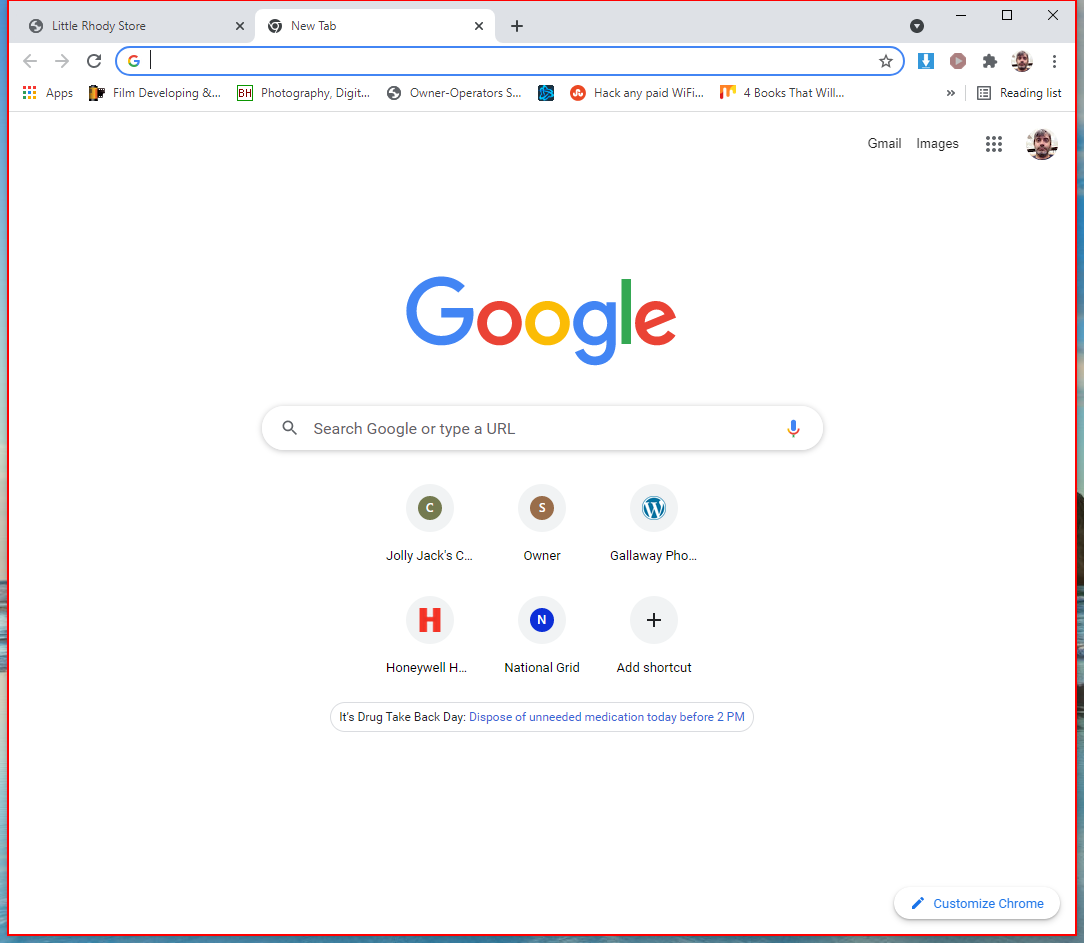 Little Rhody Store
New Tab
Apps
Film Developing &...
BH
Photography, Digit...
Owner-Operators S...
Hack any paid WiFi...
4 Books That Will...
»
Reading list
Gmail
Images
Google
Search Google or type a URL
C
S
Jolly Jack's C...
Owner
Gallaway Pho...
H
N
Honeywell H...
National Grid
Add shortcut
It's Drug Take Back Day: Dispose of unneeded medication today before 2 PM
Customize Chrome